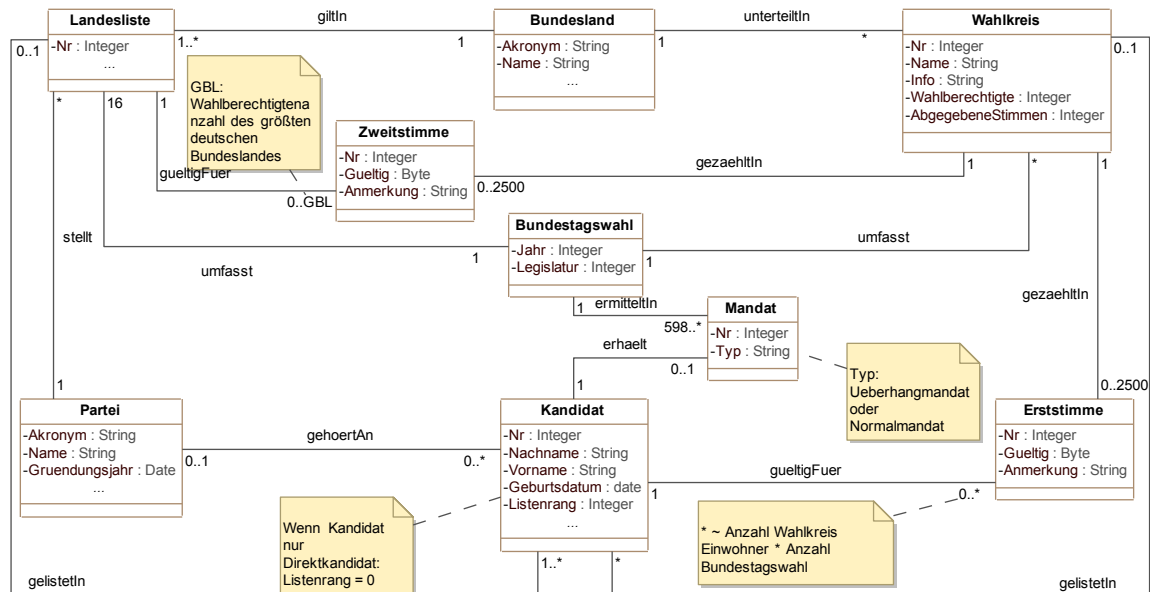 Landesliste
-Nr : Integer
...
giltIn
1..*
1
Bundesland
-Akronym : String
-Name : String
...
unterteiltIn
1
*
Wahlkreis
-Nr : Integer
-Name : String
-Info : String
-Wahlberechtigte : Integer
-AbgegebeneStimmen : Integer
0..1
0..1
*
16
1
GBL:
Wahlberechtigtena
nzahl des größten
deutschen
Bundeslandes
Zweitstimme
-Nr : Integer
-Gueltig : Byte
-Anmerkung : String
gueltigFuer
0..GBL
gezaehltIn
0..2500
1
*
1
stellt
umfasst
1
Bundestagswahl
-Jahr : Integer
-Legislatur : Integer
umfasst
1
gezaehltIn
1
ermitteltIn
598..*
Mandat
-Nr : Integer
-Typ : String
erhaelt
0..1
1
Typ:
Ueberhangmandat
oder
Normalmandat
0..2500
1
Partei
-Akronym : String
-Name : String
-Gruendungsjahr : Date
...
gehoertAn
0..1
0..*
Kandidat
-Nr : Integer
-Nachname : String
-Vorname : String
-Geburtsdatum : date
-Listenrang : Integer
...
gueltigFuer
1
0..*
Erststimme
-Nr : Integer
-Gueltig : Byte
-Anmerkung : String
Wenn Kandidat
nur
Direktkandidat:
Listenrang = 0
* ~ Anzahl Wahlkreis
Einwohner * Anzahl
Bundestagswahl
1..*
*
gelistetIn
gelistetIn